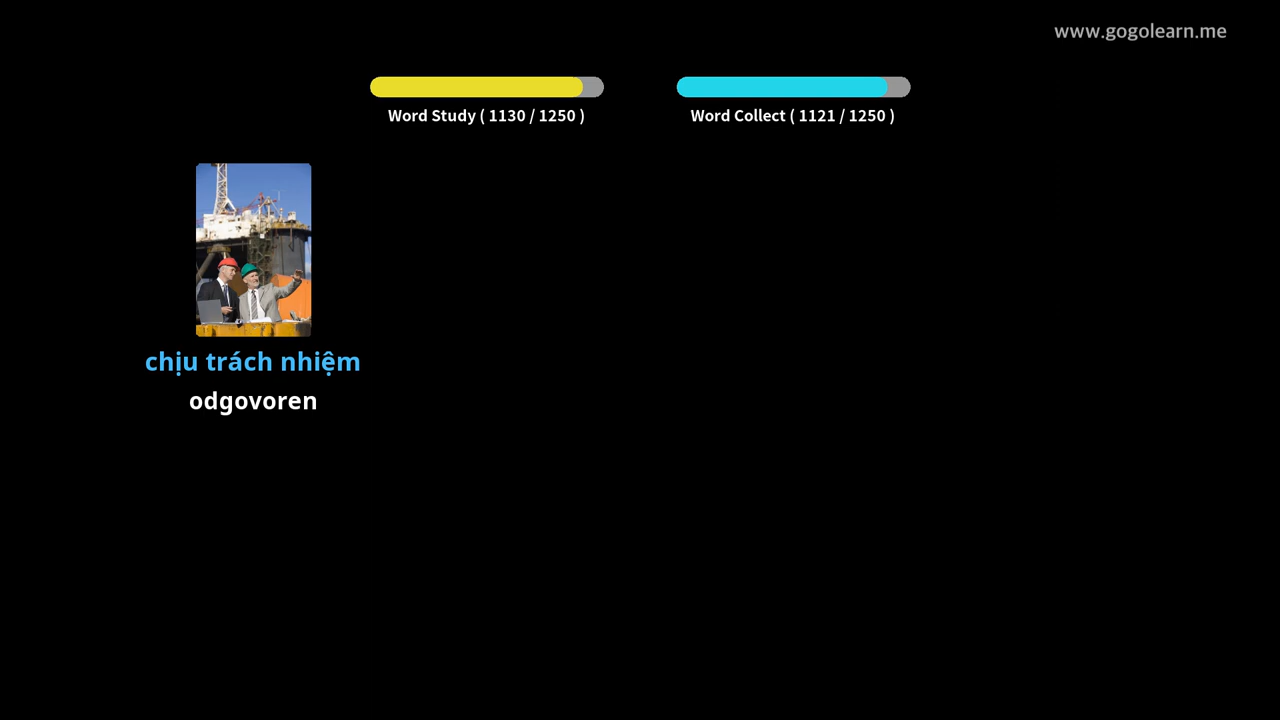 www.gogolearn.me
Word Study ( 1130 / 1250 )
Word Collect ( 1121 / 1250 )
chịu trách nhiệm
odgovoren